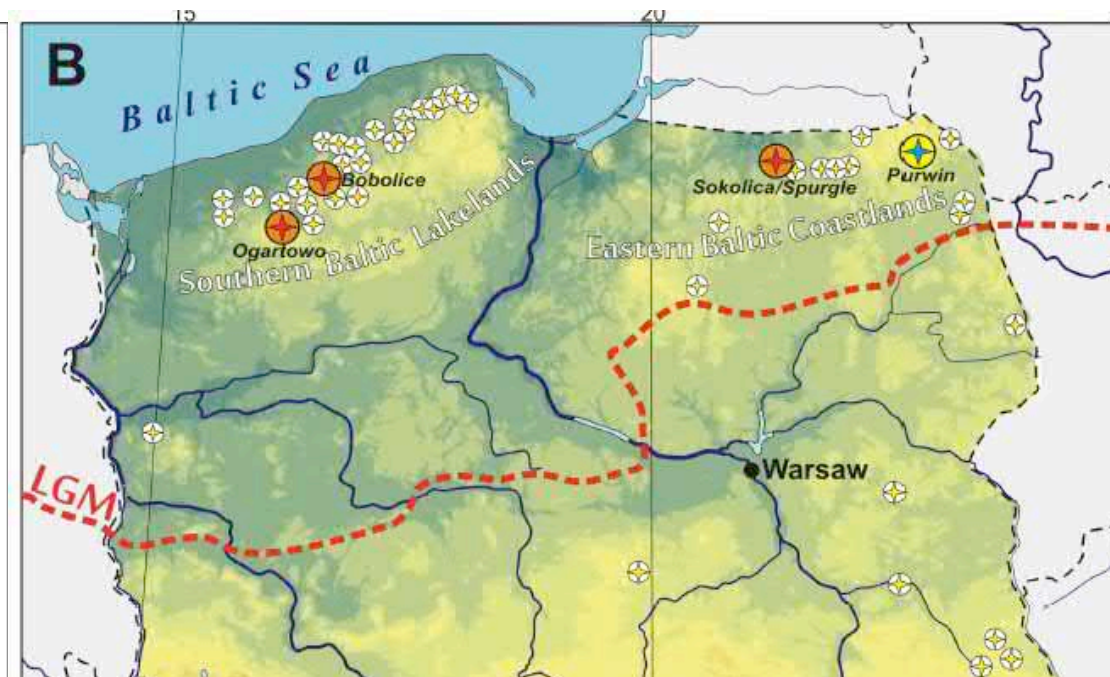 15
20
B
Baltic Sea
Bobolice
Sokolica/Spurgle
Purwin
Ogartowo
Southern Baltic Lakelands
Eastern Baltic Coastlands
LGM
Warsaw